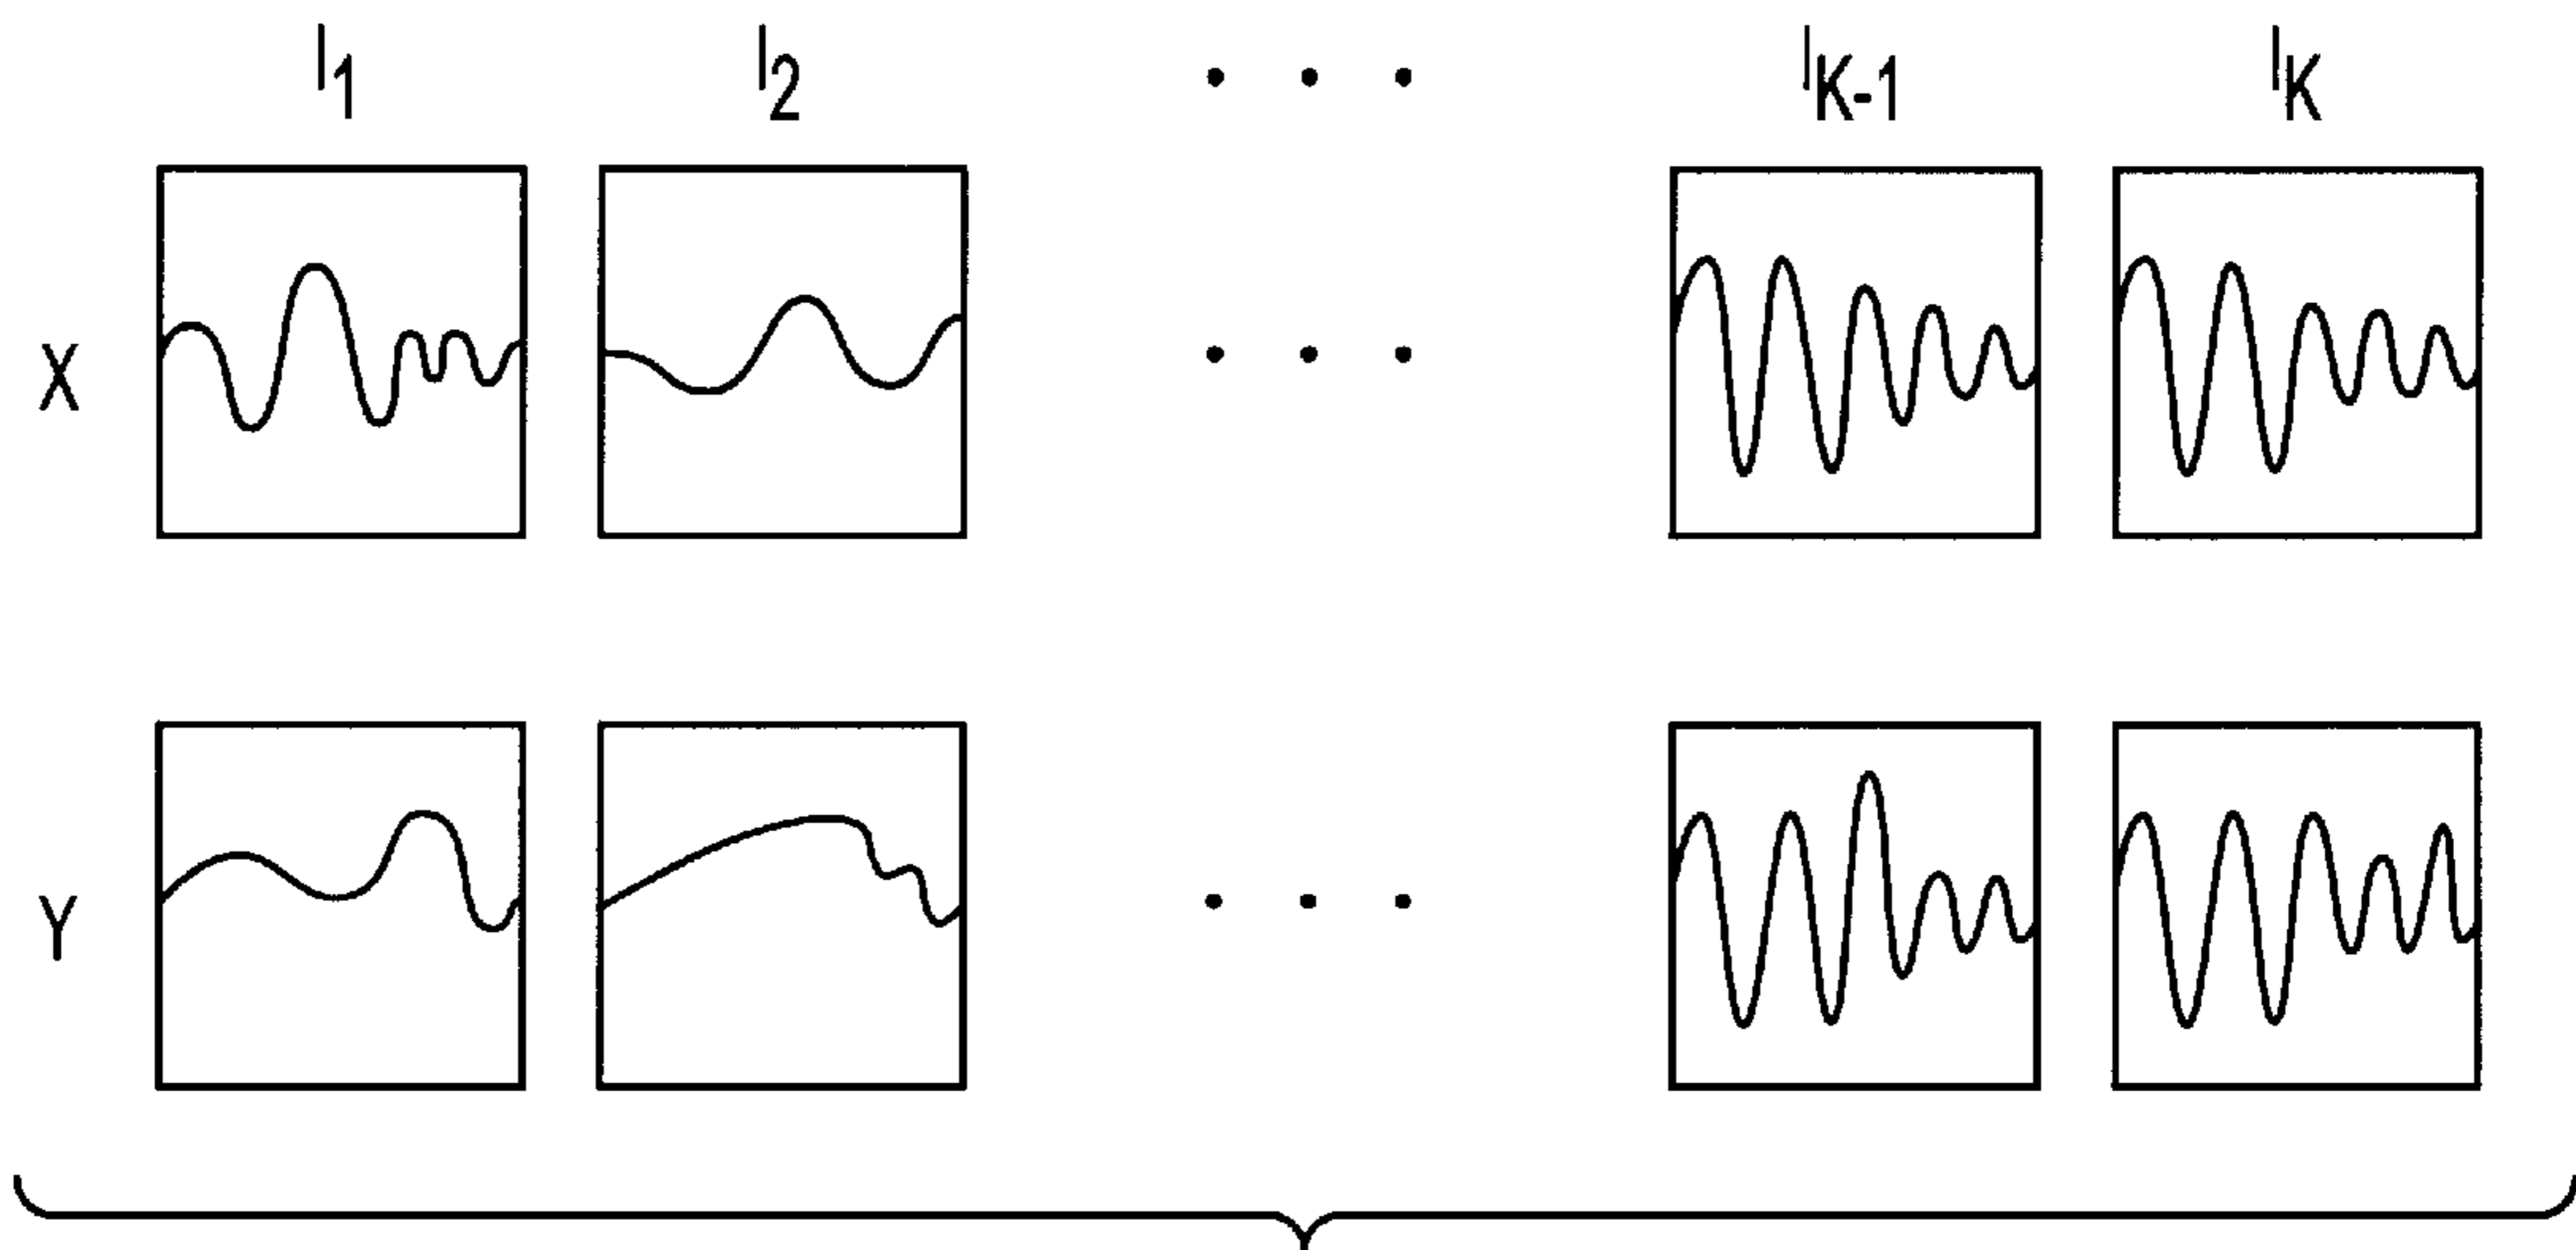 I1 I2 . . . IK-1 IK
X . . .
Y . . .